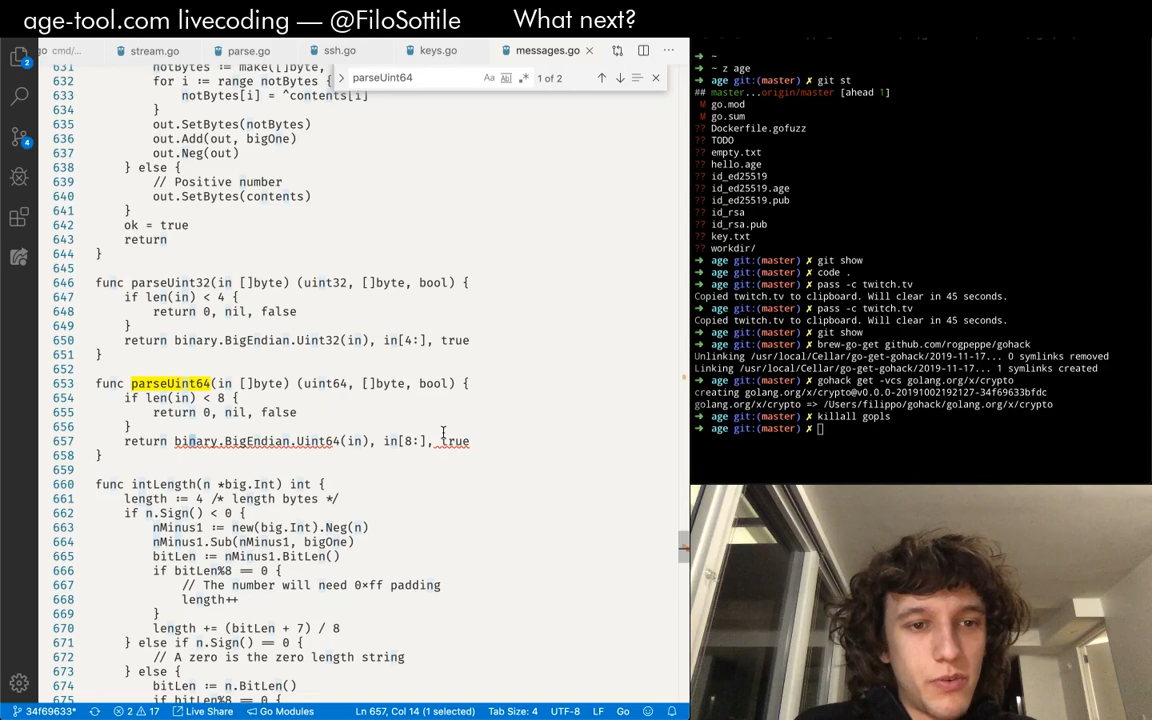 age-tool.com livecoding — @FiloSottile
What next?
go cmd/...
stream.go
parse.go
ssh.go
keys.go
messages.go
parseUint64
Aa
Abl
1 of 2
631 notBytes := make([]byte,
632 for i := range notBytes {
633 notBytes[i] = ^contents[i]
634 }
635 out.SetBytes(notBytes)
636 out.Add(out, bigOne)
637 out.Neg(out)
638 } else {
639 // Positive number
640 out.SetBytes(contents)
641 }
642 ok = true
643 return
644 }
645
646 func parseUint32(in []byte) (uint32, []byte, bool) {
647 if len(in) < 4 {
648 return 0, nil, false
649 }
650 return binary.BigEndian.Uint32(in), in[4:], true
651 }
652
653 func parseUint64(in []byte) (uint64, []byte, bool) {
654 if len(in) < 8 {
655 return 0, nil, false
656 }
657 return binary.BigEndian.Uint64(in), in[8:], true
658 }
659
660 func intLength(n *big.Int) int {
661 length := 4 /* length bytes */
662 if n.Sign() < 0 {
663 nMinus1 := new(big.Int).Neg(n)
664 nMinus1.Sub(nMinus1, bigOne)
665 bitLen := nMinus1.BitLen()
666 if bitLen%8 == 0 {
667 // The number will need 0xff padding
668 length++
669 }
670 length += (bitLen + 7) / 8
671 } else if n.Sign() == 0 {
672 // A zero is the zero length string
673 } else {
674 bitLen := n.BitLen()
675 if bitLen%8 == 0 {
2
4
34f69633*
2
17
Live Share
Go Modules
Ln 657, Col 14 (1 selected)
Tab Size: 4
UTF-8
LF
Go
➜ ~
➜ ~ z age
➜ age git:(master) ✗ git st
## master...origin/master [ahead 1]
M go.mod
M go.sum
?? Dockerfile.gofuzz
?? TODO
?? empty.txt
?? hello.age
?? id_ed25519
?? id_ed25519.age
?? id_ed25519.pub
?? id_rsa
?? id_rsa.pub
?? key.txt
?? workdir/
➜ age git:(master) ✗ git show
➜ age git:(master) ✗ code .
➜ age git:(master) ✗ pass -c twitch.tv
Copied twitch.tv to clipboard. Will clear in 45 seconds.
➜ age git:(master) ✗ pass -c twitch.tv
Copied twitch.tv to clipboard. Will clear in 45 seconds.
➜ age git:(master) ✗ git show
➜ age git:(master) ✗ brew-go-get github.com/rogpeppe/gohack
Unlinking /usr/local/Cellar/go-get-gohack/2019-11-17... 0 symlinks removed
Linking /usr/local/Cellar/go-get-gohack/2019-11-17... 1 symlinks created
➜ age git:(master) ✗ gohack get -vcs golang.org/x/crypto
creating golang.org/x/crypto@v0.0.0-20191002192127-34f69633bfdc
golang.org/x/crypto => /Users/filippo/gohack/golang.org/x/crypto
➜ age git:(master) ✗ killall gopls
➜ age git:(master) ✗